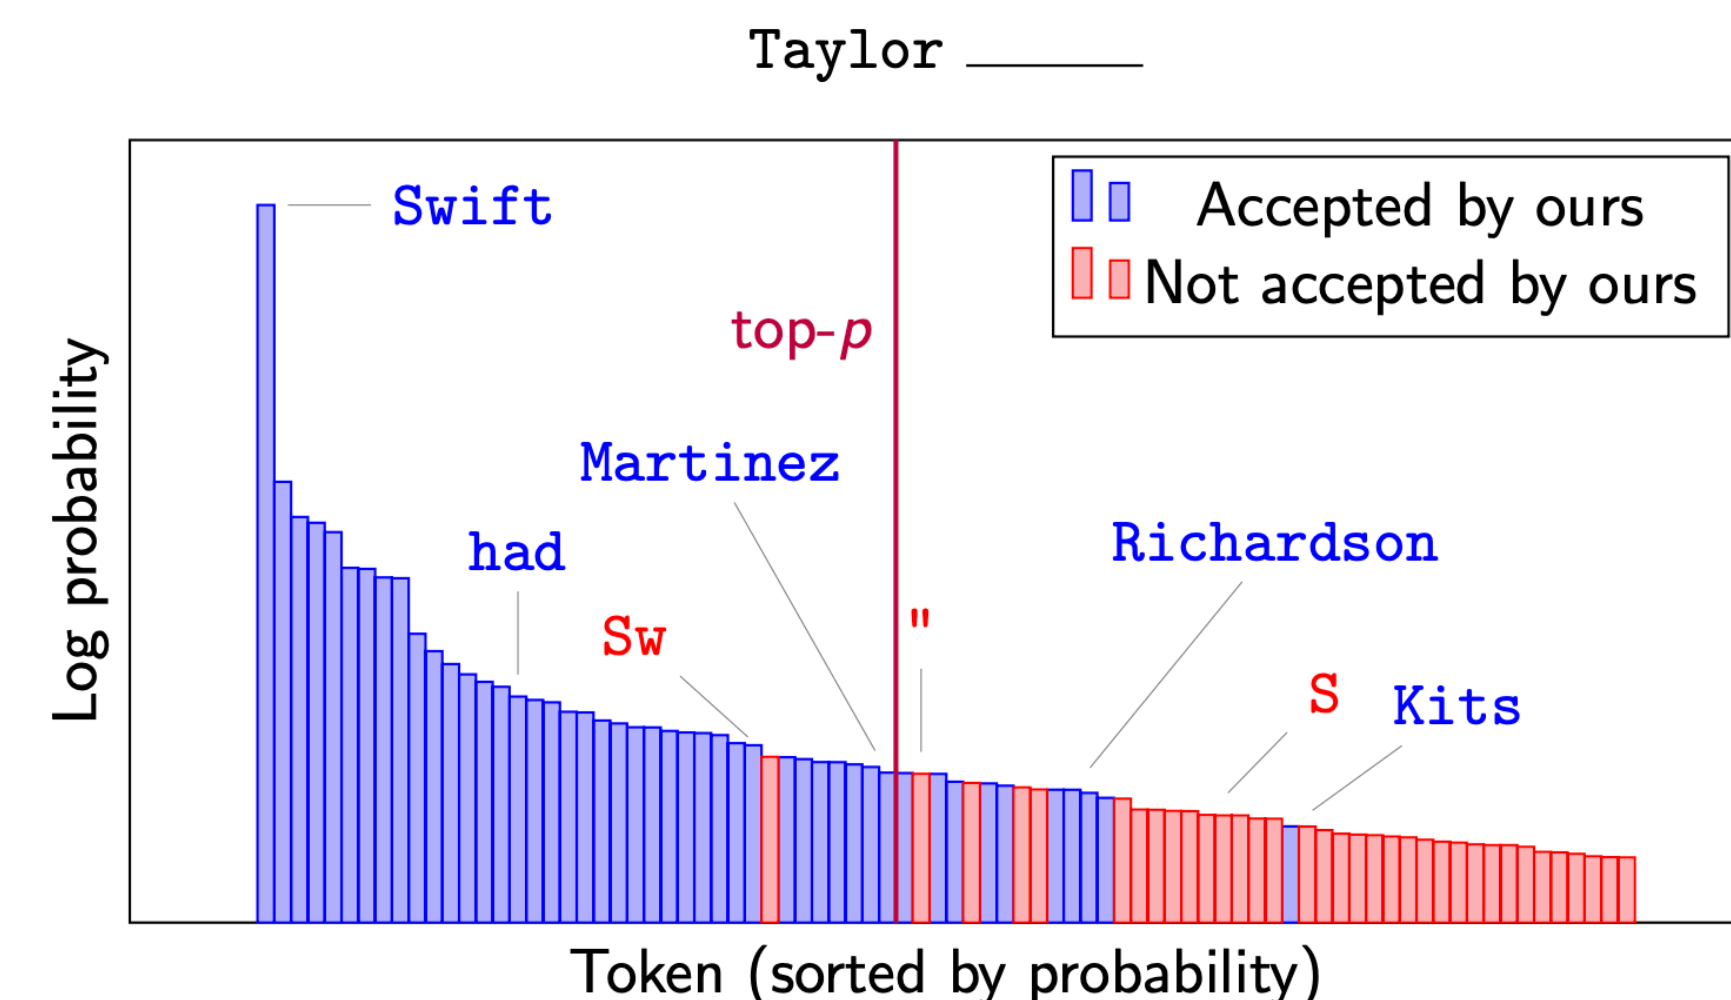 Taylor
Swift
Accepted by ours
Not accepted by ours
top-p
Martinez
had
Richardson
Sw
"
S
Kits
Log probability
Token (sorted by probability)